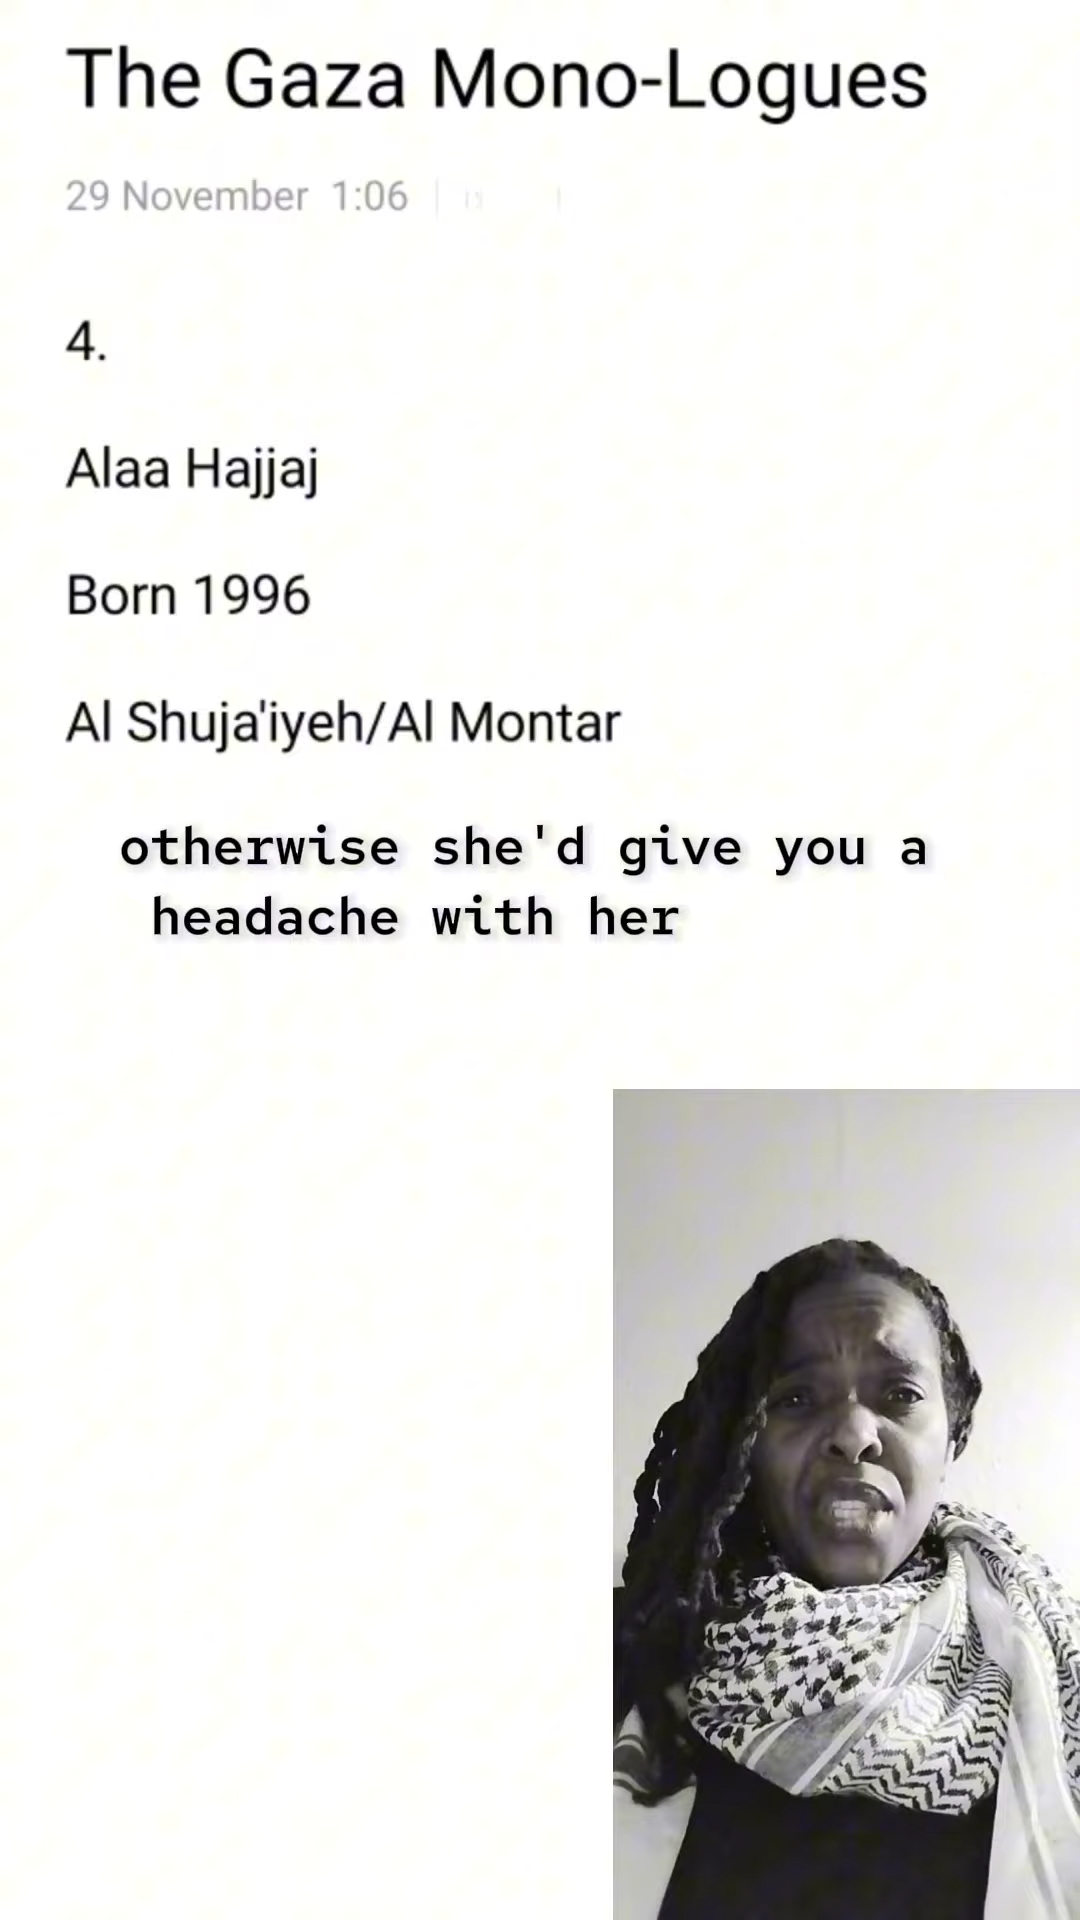 The Gaza Mono-Logues
29 November 1:06
4.
Alaa Hajjaj
Born 1996
Al Shuja'iyeh/Al Montar
otherwise she'd give you a
headache with her